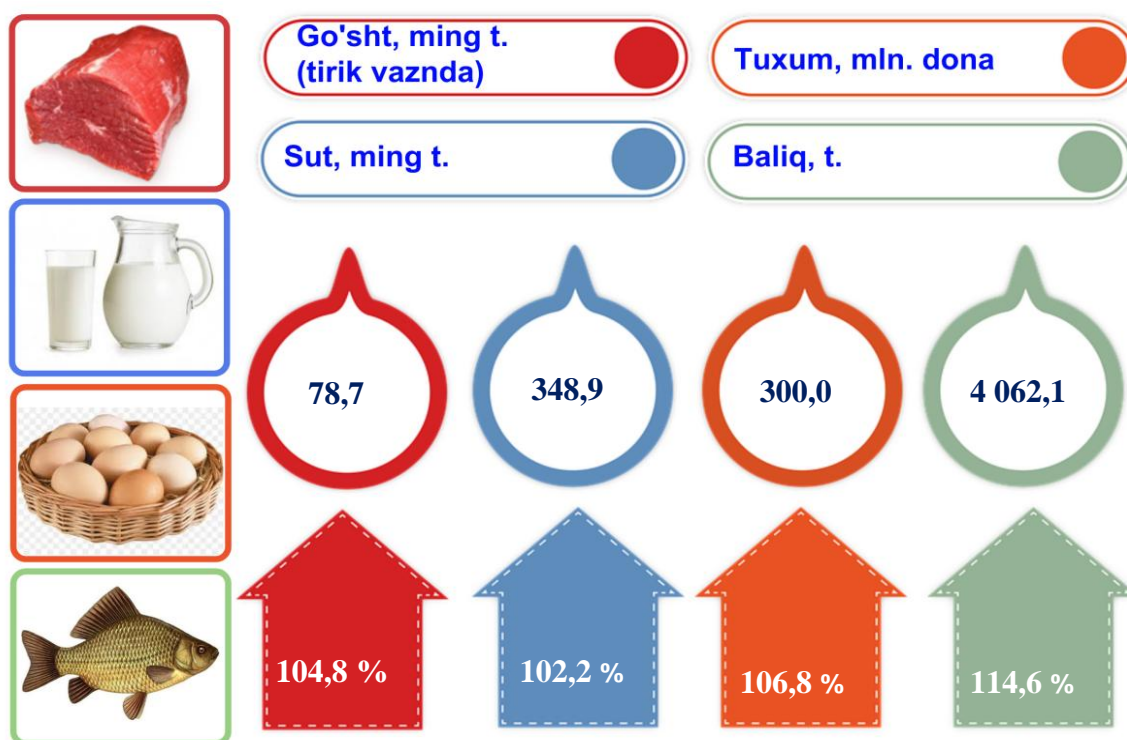 Go'sht, ming t.
(tirik vaznda)
Tuxum, mln. dona
Sut, ming t.
Baliq, t.
78,7
348,9
300,0
4 062,1
104,8 %
102,2 %
106,8 %
114,6 %